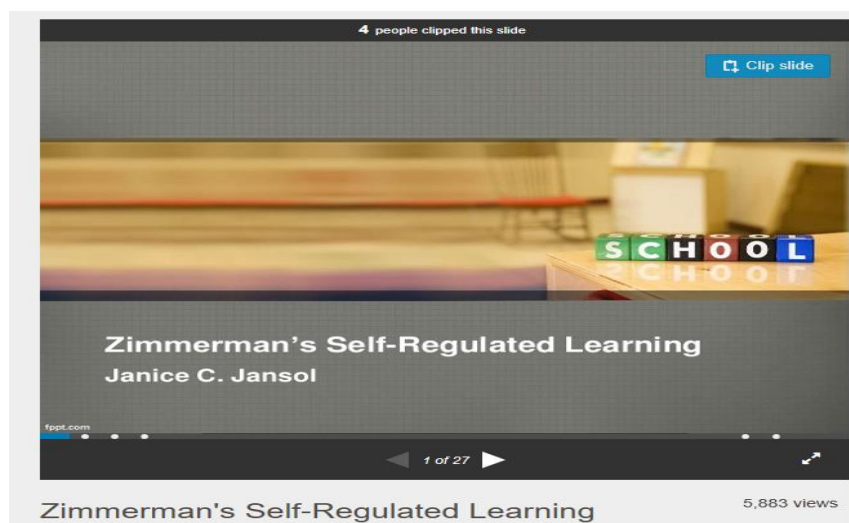 4 people clipped this slide
Clip slide
SCHOOL
Zimmerman’s Self-Regulated Learning
Janice C. Jansol
fppt.com
1 of 27
Zimmerman's Self-Regulated Learning
5,883 views